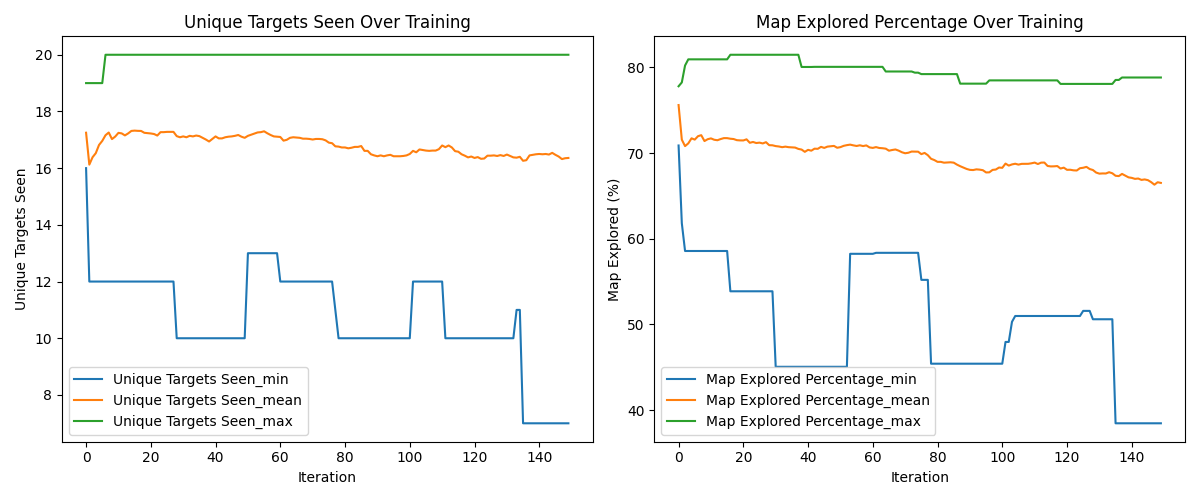 Unique Targets Seen Over Training
Unique Targets Seen
20
18
16
14
12
10
8
Unique Targets Seen_min
Unique Targets Seen_mean
Unique Targets Seen_max
0 20 40 60 80 100 120 140
Iteration
Map Explored Percentage Over Training
Map Explored (%)
80
70
60
50
40
Map Explored Percentage_min
Map Explored Percentage_mean
Map Explored Percentage_max
0 20 40 60 80 100 120 140
Iteration